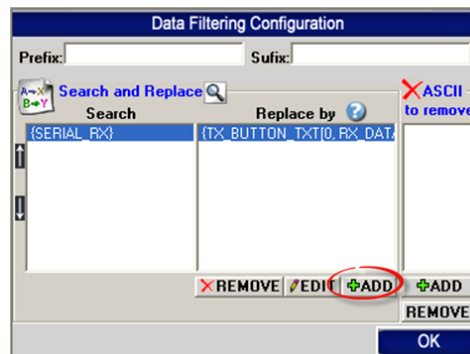 Data Filtering Configuration
Prefix: Sufix:
A→X
B→Y
Search and Replace
ASCII
to remove
Search Replace by
{SERIAL_RX} {TX_BUTTON_TXT[0, RX_DATA
REMOVE EDIT ADD ADD
REMOVE
OK